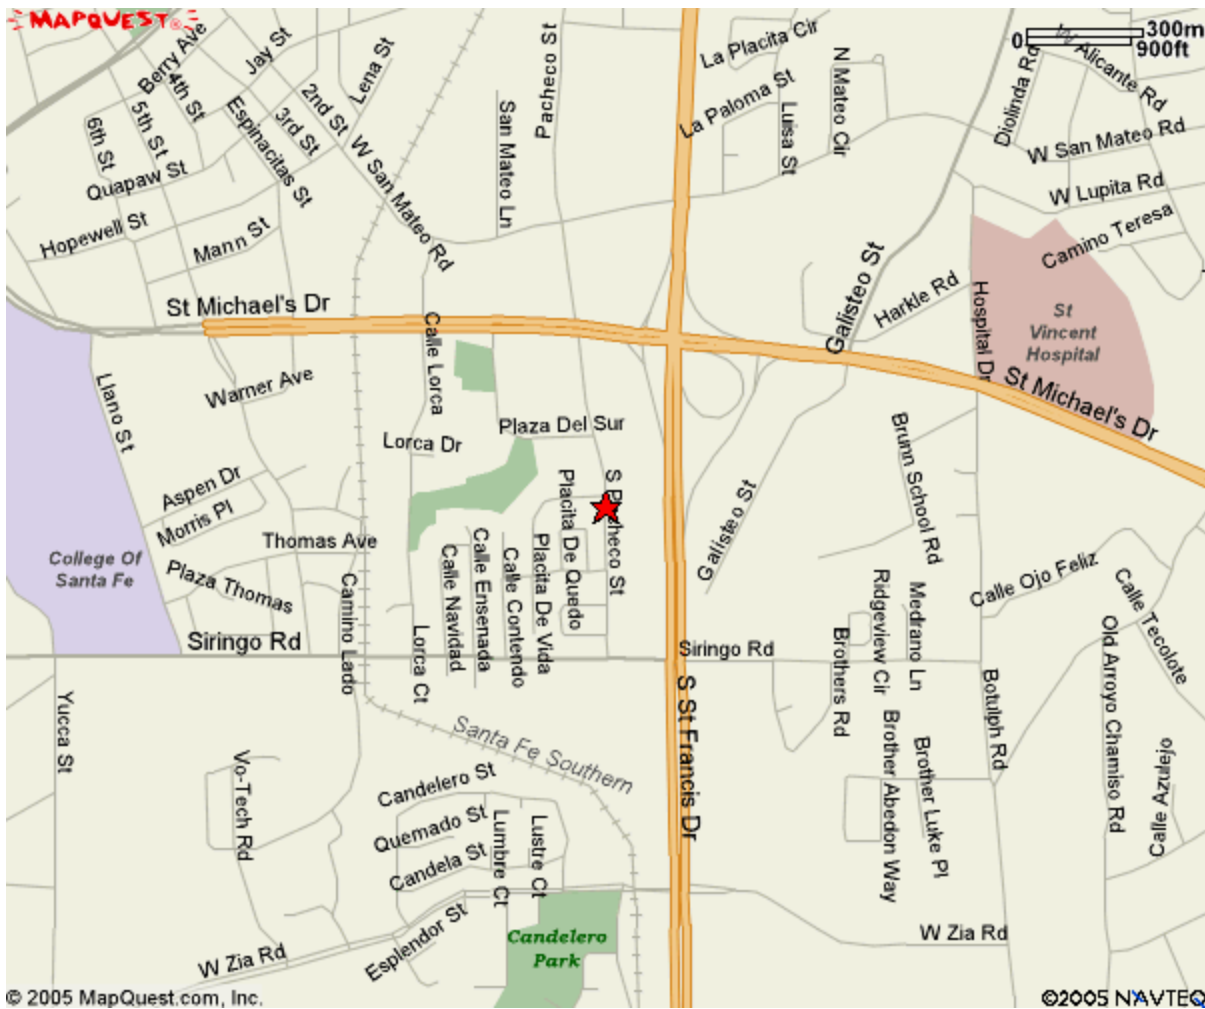 MAPQUEST®
0 300m
900ft
La Placita Cir
Pacheco St
W Alicante Rd
Berry Ave
Jay St
Lena St
N Mateo Cir
Diolinda Rd
4th St
La Paloma St
2nd St
5th St
Espinacitas St
3rd St
San Mateo Ln
Luisa St
6th St
W San Mateo Rd
W San Mateo Rd
Quapaw St
W Lupita Rd
Hopewell St
Mann St
Camino Teresa
Galisteo St
St Michael's Dr
Harkle Rd
Hospital Dr
St
Vincent
Hospital
Calle Lorca
Llano St
Warner Ave
St Michael's Dr
Plaza Del Sur
Lorca Dr
Brunn School Rd
Aspen Dr
Placita De Quedo
S Pacheco St
Morris Pl
Galisteo St
Thomas Ave
College Of
Santa Fe
Calle Navidad
Calle Ensenada
Calle Contendo
Placita De Vida
Plaza Thomas
Camino Lado
Calle Ojo Feliz
Calle Tecolote
Ridgeview Cir
Medrano Ln
Old Arroyo Chamiso Rd
Siringo Rd
Lorca Ct
Siringo Rd
Brothers Rd
Botulph Rd
S St Francis Dr
Yucca St
Santa Fe Southern
Brother Abedon Way
Brother Luke Pl
Calle Azulejo
Vo-Tech Rd
Candelero St
Quemado St
Lumbre Ct
Lustre Ct
Candela St
Esplendor St
W Zia Rd
Candelero
Park
W Zia Rd
© 2005 MapQuest.com, Inc.
©2005 NAVTEQ